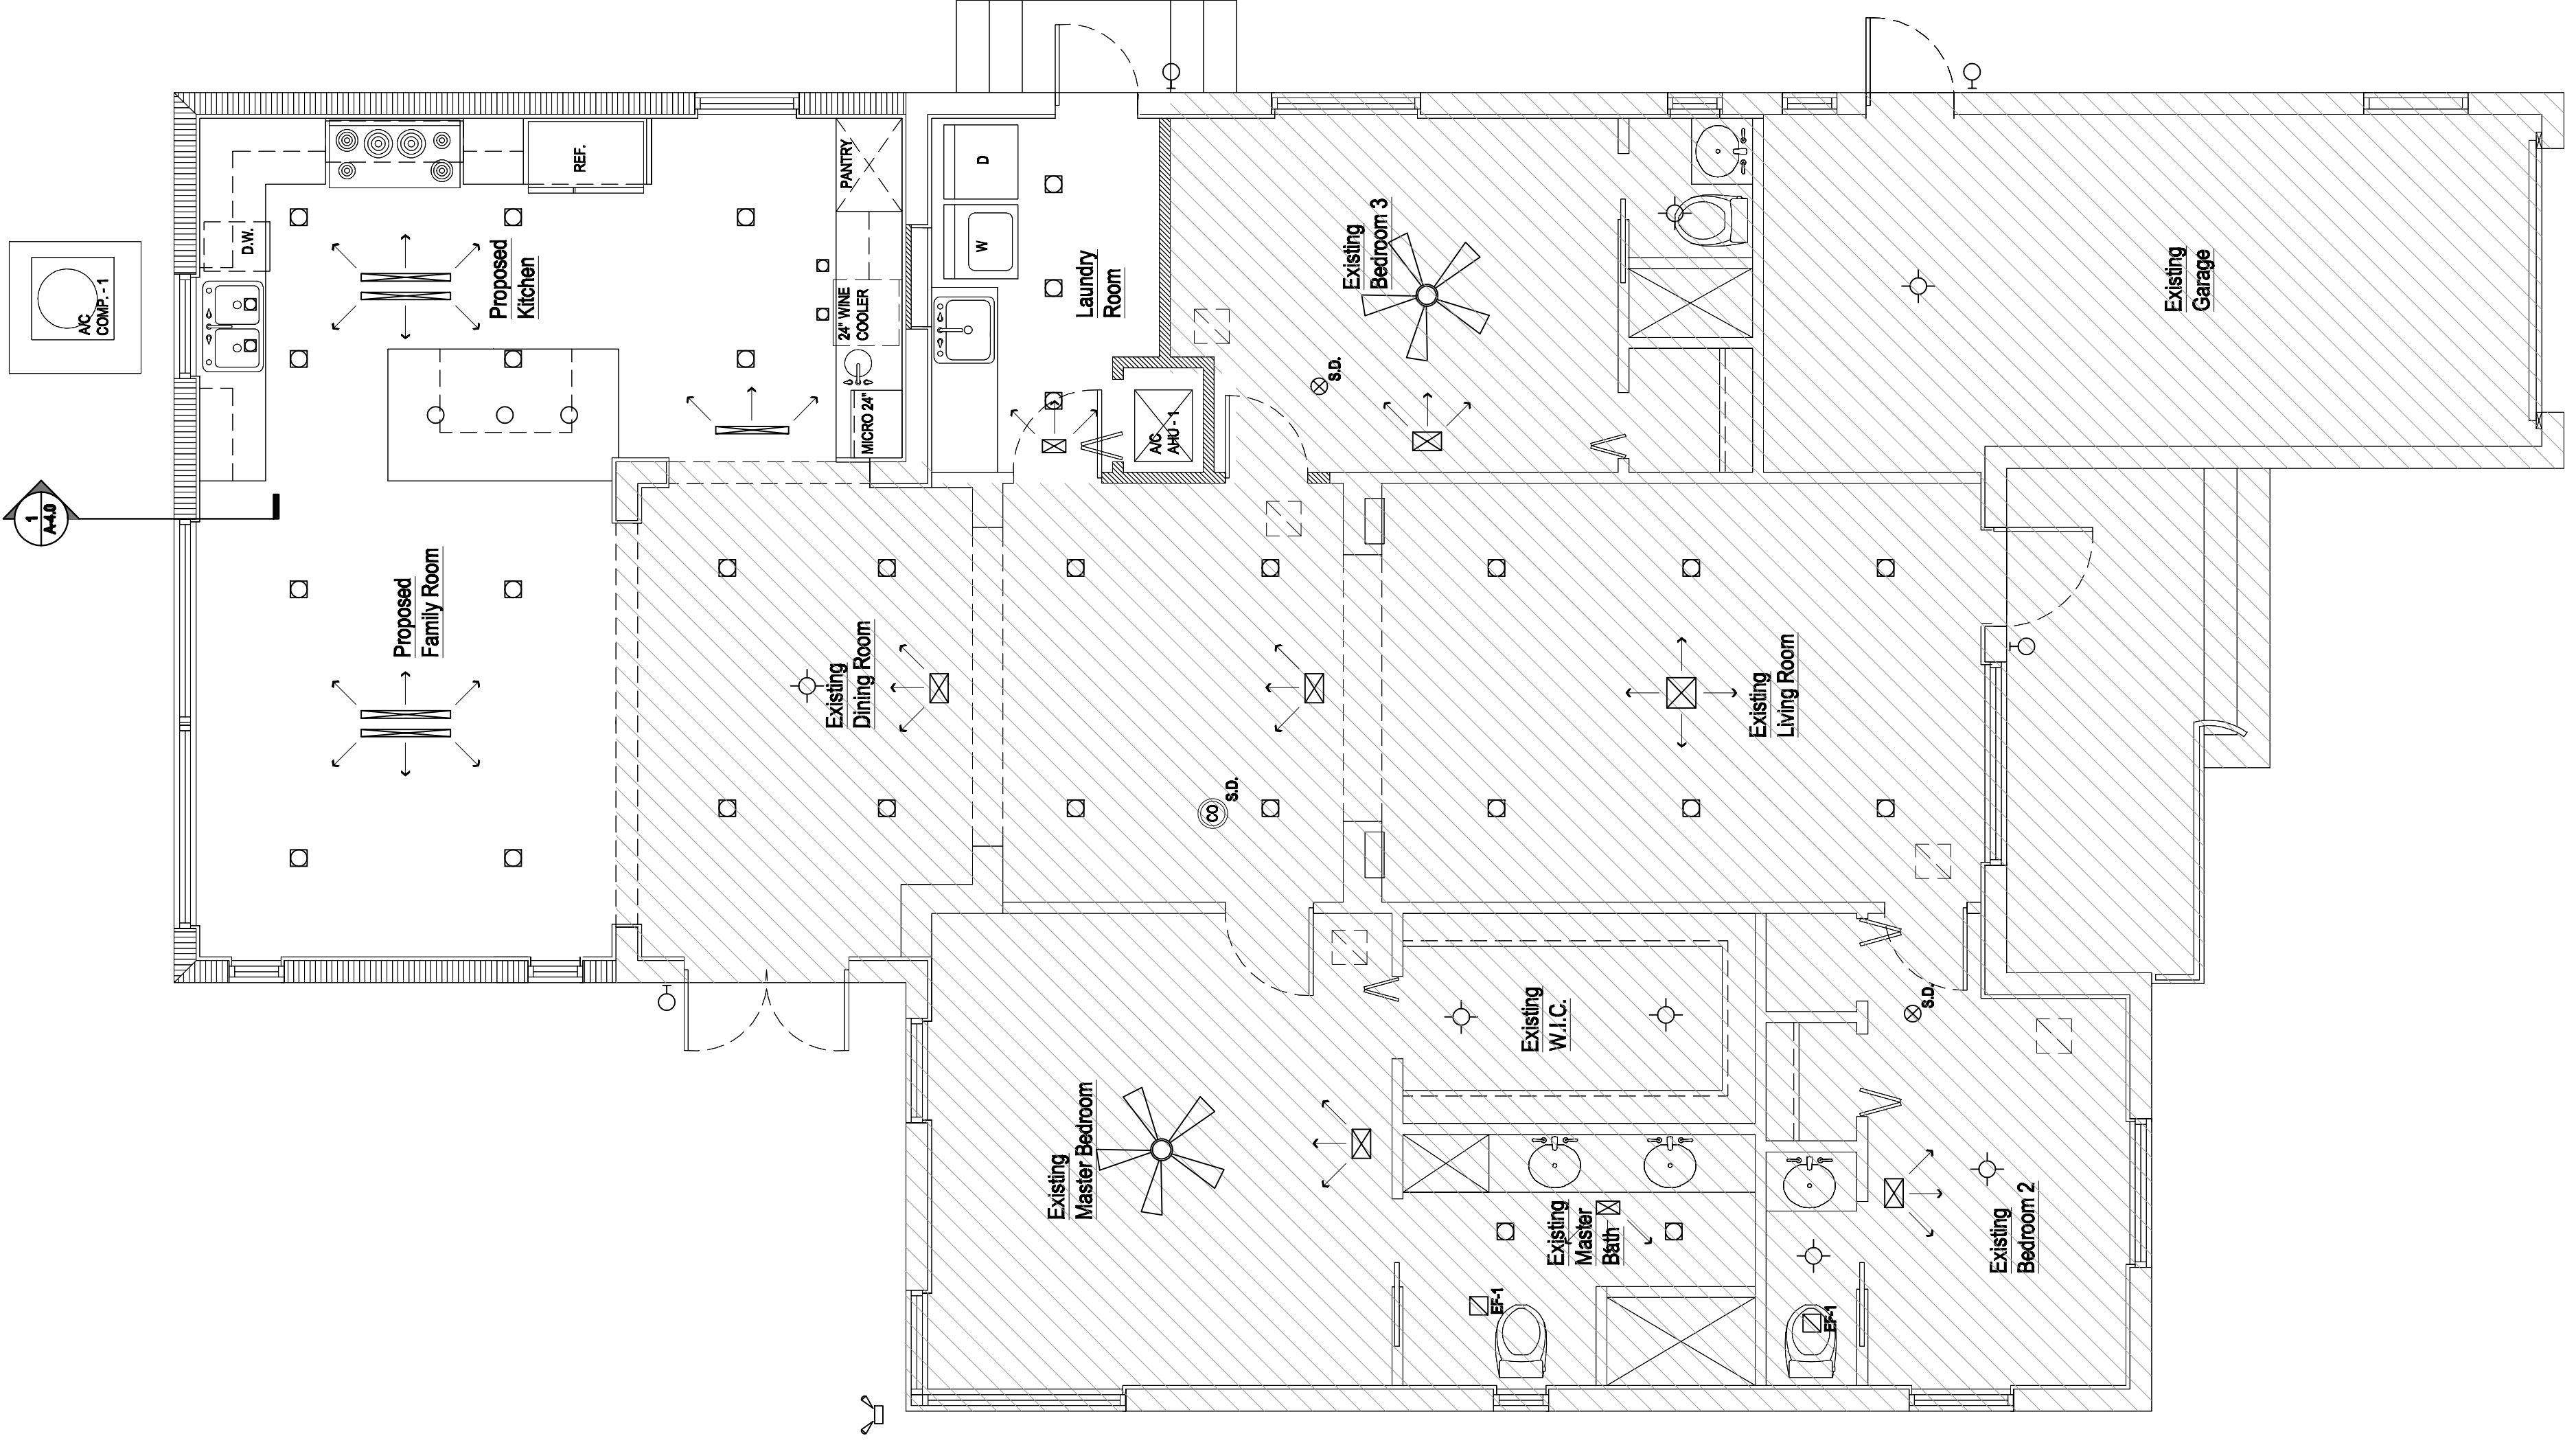 A/C
COMP. - 1
D.W.
REF.
PANTRY
D
W
Proposed
Kitchen
24" WINE
COOLER
MICRO 24"
Laundry
Room
A/C
AHU - 1
Existing
Bedroom 3
S.D.
Existing
Garage
1
A-4.0
Proposed
Family Room
Existing
Dining Room
CO
S.D.
Existing
Living Room
Existing
Master Bedroom
Existing
W.I.C.
S.D.
Existing
Master
Bath
EF-1
EF-1
Existing
Bedroom 2